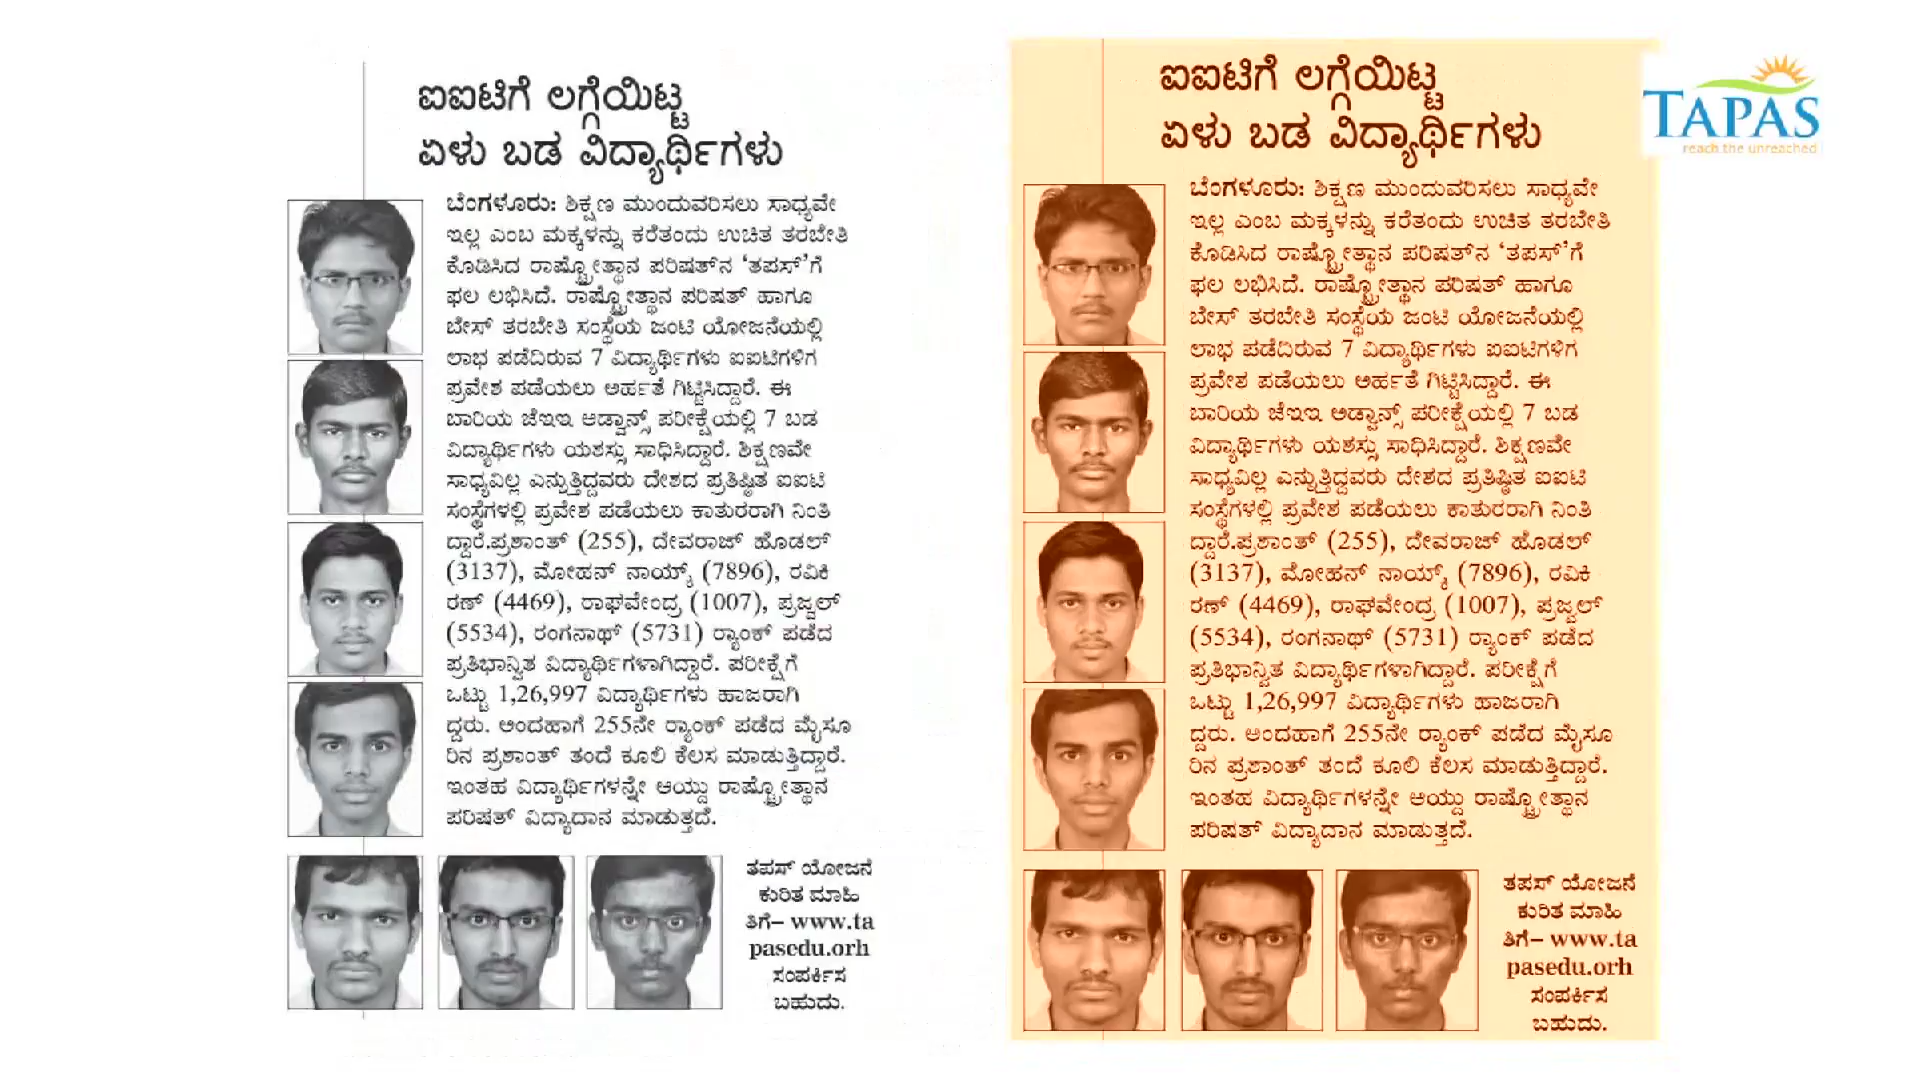 ಐಐಟಿಗೆ ಲಗ್ಗೆಯಿಟ್ಟ
ಏಳು ಬಡ ವಿದ್ಯಾರ್ಥಿಗಳು
ಬೆಂಗಳೂರು: ಶಿಕ್ಷಣ ಮುಂದುವರಿಸಲು ಸಾಧ್ಯವೇ
ಇಲ್ಲ ಎಂಬ ಮಕ್ಕಳನ್ನು ಕರೆತಂದು ಉಚಿತ ತರಬೇತಿ
ಕೊಡಿಸಿದ ರಾಷ್ಟ್ರೋತ್ಥಾನ ಪರಿಷತ್‌ನ ‘ತಪಸ್’ಗೆ
ಫಲ ಲಭಿಸಿದೆ. ರಾಷ್ಟ್ರೋತ್ಥಾನ ಪರಿಷತ್ ಹಾಗೂ
ಬೇಸ್ ತರಬೇತಿ ಸಂಸ್ಥೆಯ ಜಂಟಿ ಯೋಜನೆಯಲ್ಲಿ
ಲಾಭ ಪಡೆದಿರುವ 7 ವಿದ್ಯಾರ್ಥಿಗಳು ಐಐಟಿಗಳಿಗ
ಪ್ರವೇಶ ಪಡೆಯಲು ಅರ್ಹತೆ ಗಿಟ್ಟಿಸಿದ್ದಾರೆ. ಈ
ಬಾರಿಯ ಜೆಇಇ ಆಡ್ವಾನ್ಸ್ ಪರೀಕ್ಷೆಯಲ್ಲಿ 7 ಬಡ
ವಿದ್ಯಾರ್ಥಿಗಳು ಯಶಸ್ಸು ಸಾಧಿಸಿದ್ದಾರೆ. ಶಿಕ್ಷಣವೇ
ಸಾಧ್ಯವಿಲ್ಲ ಎನ್ನುತ್ತಿದ್ದವರು ದೇಶದ ಪ್ರತಿಷ್ಠಿತ ಐಐಟಿ
ಸಂಸ್ಥೆಗಳಲ್ಲಿ ಪ್ರವೇಶ ಪಡೆಯಲು ಕಾತುರರಾಗಿ ನಿಂತಿ
ದ್ದಾರೆ.ಪ್ರಶಾಂತ್ (255), ದೇವರಾಜ್ ಹೊಡಲ್
(3137), ಮೋಹನ್ ನಾಯ್ಕ್ (7896), ರವಿಕಿ
ರಣ್ (4469), ರಾಘವೇಂದ್ರ (1007), ಪ್ರಜ್ವಲ್
(5534), ರಂಗನಾಥ್ (5731) ರ‍್ಯಾಂಕ್ ಪಡೆದ
ಪ್ರತಿಭಾನ್ವಿತ ವಿದ್ಯಾರ್ಥಿಗಳಾಗಿದ್ದಾರೆ. ಪರೀಕ್ಷೆಗೆ
ಒಟ್ಟು 1,26,997 ವಿದ್ಯಾರ್ಥಿಗಳು ಹಾಜರಾಗಿ
ದ್ದರು. ಅಂದಹಾಗೆ 255ನೇ ರ‍್ಯಾಂಕ್ ಪಡೆದ ಮೈಸೂ
ರಿನ ಪ್ರಶಾಂತ್ ತಂದೆ ಕೂಲಿ ಕೆಲಸ ಮಾಡುತ್ತಿದ್ದಾರೆ.
ಇಂತಹ ವಿದ್ಯಾರ್ಥಿಗಳನ್ನೇ ಆಯ್ದು ರಾಷ್ಟ್ರೋತ್ಥಾನ
ಪರಿಷತ್ ವಿದ್ಯಾದಾನ ಮಾಡುತ್ತದೆ.
ತಪಸ್ ಯೋಜನೆ
ಕುರಿತ ಮಾಹಿ
ತಿಗೆ– www.ta
pasedu.orh
ಸಂಪರ್ಕಿಸ
ಬಹುದು.
ಐಐಟಿಗೆ ಲಗ್ಗೆಯಿಟ್ಟ
ಏಳು ಬಡ ವಿದ್ಯಾರ್ಥಿಗಳು
ಬೆಂಗಳೂರು: ಶಿಕ್ಷಣ ಮುಂದುವರಿಸಲು ಸಾಧ್ಯವೇ
ಇಲ್ಲ ಎಂಬ ಮಕ್ಕಳನ್ನು ಕರೆತಂದು ಉಚಿತ ತರಬೇತಿ
ಕೊಡಿಸಿದ ರಾಷ್ಟ್ರೋತ್ಥಾನ ಪರಿಷತ್‌ನ ‘ತಪಸ್’ಗೆ
ಫಲ ಲಭಿಸಿದೆ. ರಾಷ್ಟ್ರೋತ್ಥಾನ ಪರಿಷತ್ ಹಾಗೂ
ಬೇಸ್ ತರಬೇತಿ ಸಂಸ್ಥೆಯ ಜಂಟಿ ಯೋಜನೆಯಲ್ಲಿ
ಲಾಭ ಪಡೆದಿರುವ 7 ವಿದ್ಯಾರ್ಥಿಗಳು ಐಐಟಿಗಳಿಗ
ಪ್ರವೇಶ ಪಡೆಯಲು ಅರ್ಹತೆ ಗಿಟ್ಟಿಸಿದ್ದಾರೆ. ಈ
ಬಾರಿಯ ಜೆಇಇ ಅಡ್ವಾನ್ಸ್ ಪರೀಕ್ಷೆಯಲ್ಲಿ 7 ಬಡ
ವಿದ್ಯಾರ್ಥಿಗಳು ಯಶಸ್ಸು ಸಾಧಿಸಿದ್ದಾರೆ. ಶಿಕ್ಷಣವೇ
ಸಾಧ್ಯವಿಲ್ಲ ಎನ್ನುತ್ತಿದ್ದವರು ದೇಶದ ಪ್ರತಿಷ್ಠಿತ ಐಐಟಿ
ಸಂಸ್ಥೆಗಳಲ್ಲಿ ಪ್ರವೇಶ ಪಡೆಯಲು ಕಾತುರರಾಗಿ ನಿಂತಿ
ದ್ದಾರೆ.ಪ್ರಶಾಂತ್ (255), ದೇವರಾಜ್ ಹೊಡಲ್
(3137), ಮೋಹನ್ ನಾಯ್ಕ್ (7896), ರವಿಕಿ
ರಣ್ (4469), ರಾಘವೇಂದ್ರ (1007), ಪ್ರಜ್ವಲ್
(5534), ರಂಗನಾಥ್ (5731) ರ‍್ಯಾಂಕ್ ಪಡೆದ
ಪ್ರತಿಭಾನ್ವಿತ ವಿದ್ಯಾರ್ಥಿಗಳಾಗಿದ್ದಾರೆ. ಪರೀಕ್ಷೆಗೆ
ಒಟ್ಟು 1,26,997 ವಿದ್ಯಾರ್ಥಿಗಳು ಹಾಜರಾಗಿ
ದ್ದರು. ಅಂದಹಾಗೆ 255ನೇ ರ‍್ಯಾಂಕ್ ಪಡೆದ ಮೈಸೂ
ರಿನ ಪ್ರಶಾಂತ್ ತಂದೆ ಕೂಲಿ ಕೆಲಸ ಮಾಡುತ್ತಿದ್ದಾರೆ.
ಇಂತಹ ವಿದ್ಯಾರ್ಥಿಗಳನ್ನೇ ಆಯ್ದು ರಾಷ್ಟ್ರೋತ್ಥಾನ
ಪರಿಷತ್ ವಿದ್ಯಾದಾನ ಮಾಡುತ್ತದೆ.
ತಪಸ್ ಯೋಜನೆ
ಕುರಿತ ಮಾಹಿ
ತಿಗೆ– www.ta
pasedu.orh
ಸಂಪರ್ಕಿಸ
ಬಹುದು.
TAPAS
reach the unreached